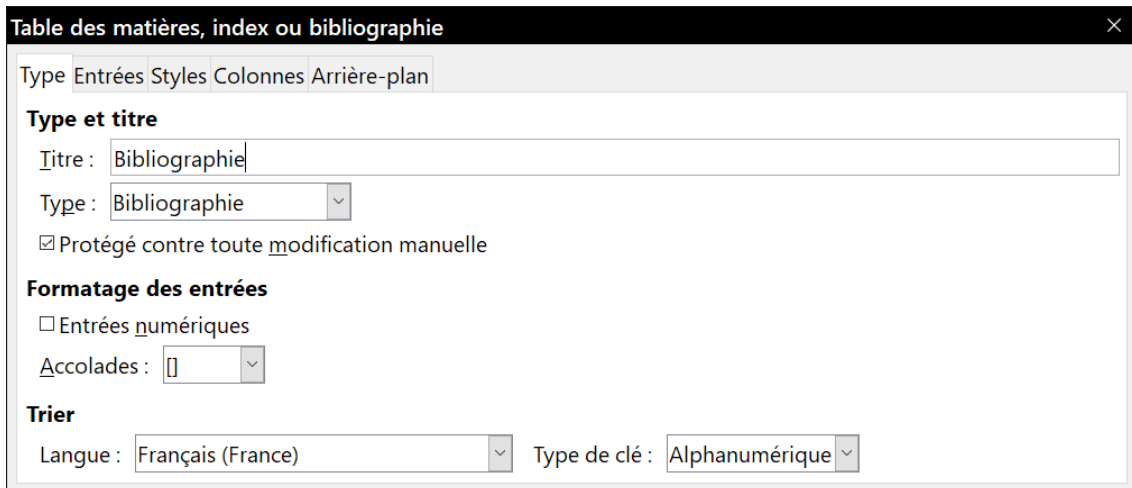 Table des matières, index ou bibliographie
Type Entrées Styles Colonnes Arrière-plan
Type et titre
Titre : Bibliographie
Type : Bibliographie
Protégé contre toute modification manuelle
Formatage des entrées
Entrées numériques
Accolades : []
Trier
Langue : Français (France) Type de clé : Alphanumérique